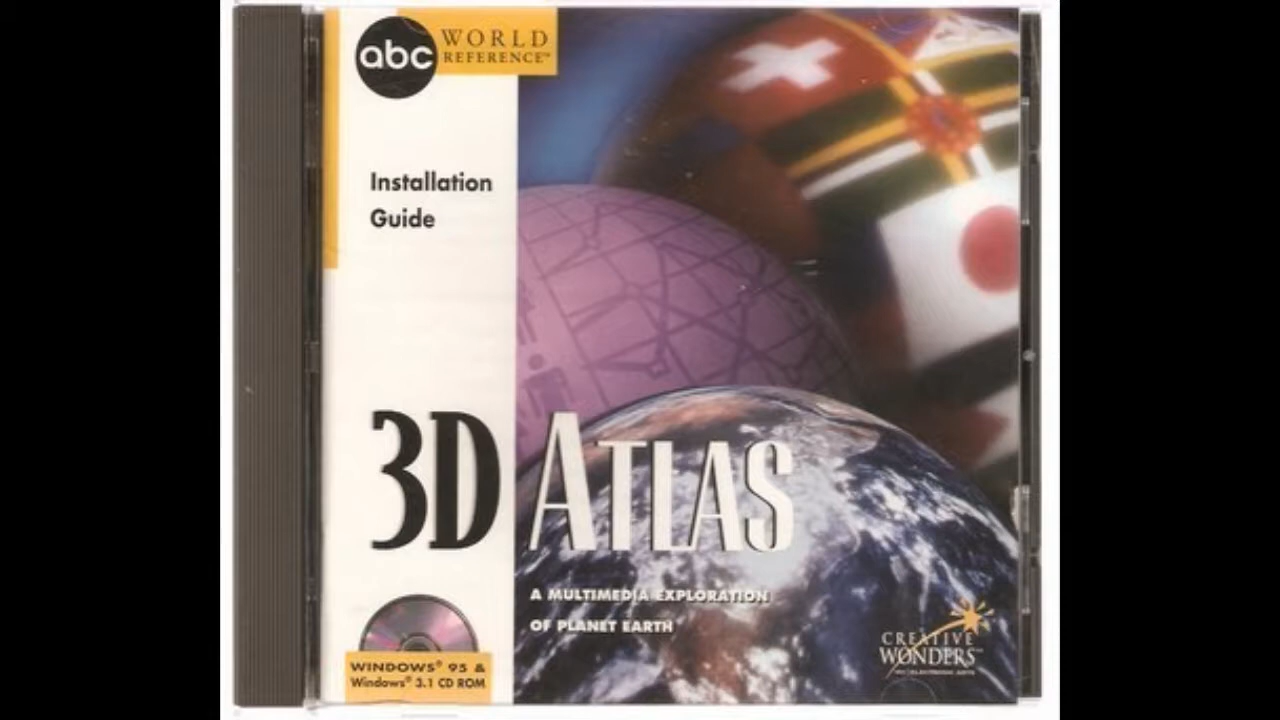 abc
WORLD
REFERENCE™
Installation
Guide
3D ATLAS
A MULTIMEDIA EXPLORATION
OF PLANET EARTH
WINDOWS® 95 &
Windows® 3.1 CD ROM
CREATIVE
WONDERS™